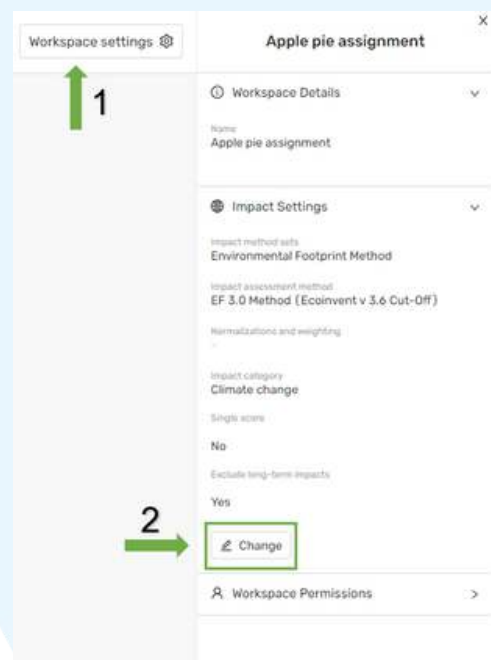 Workspace settings
Apple pie assignment
X
1
Workspace Details
Name
Apple pie assignment
Impact Settings
Impact method sets
Environmental Footprint Method
Impact assessment method
EF 3.0 Method (Ecoinvent v 3.6 Cut-Off)
Normalizations and weighting
-
Impact category
Climate change
Single score
No
Exclude long-term impacts
Yes
2
Change
Workspace Permissions